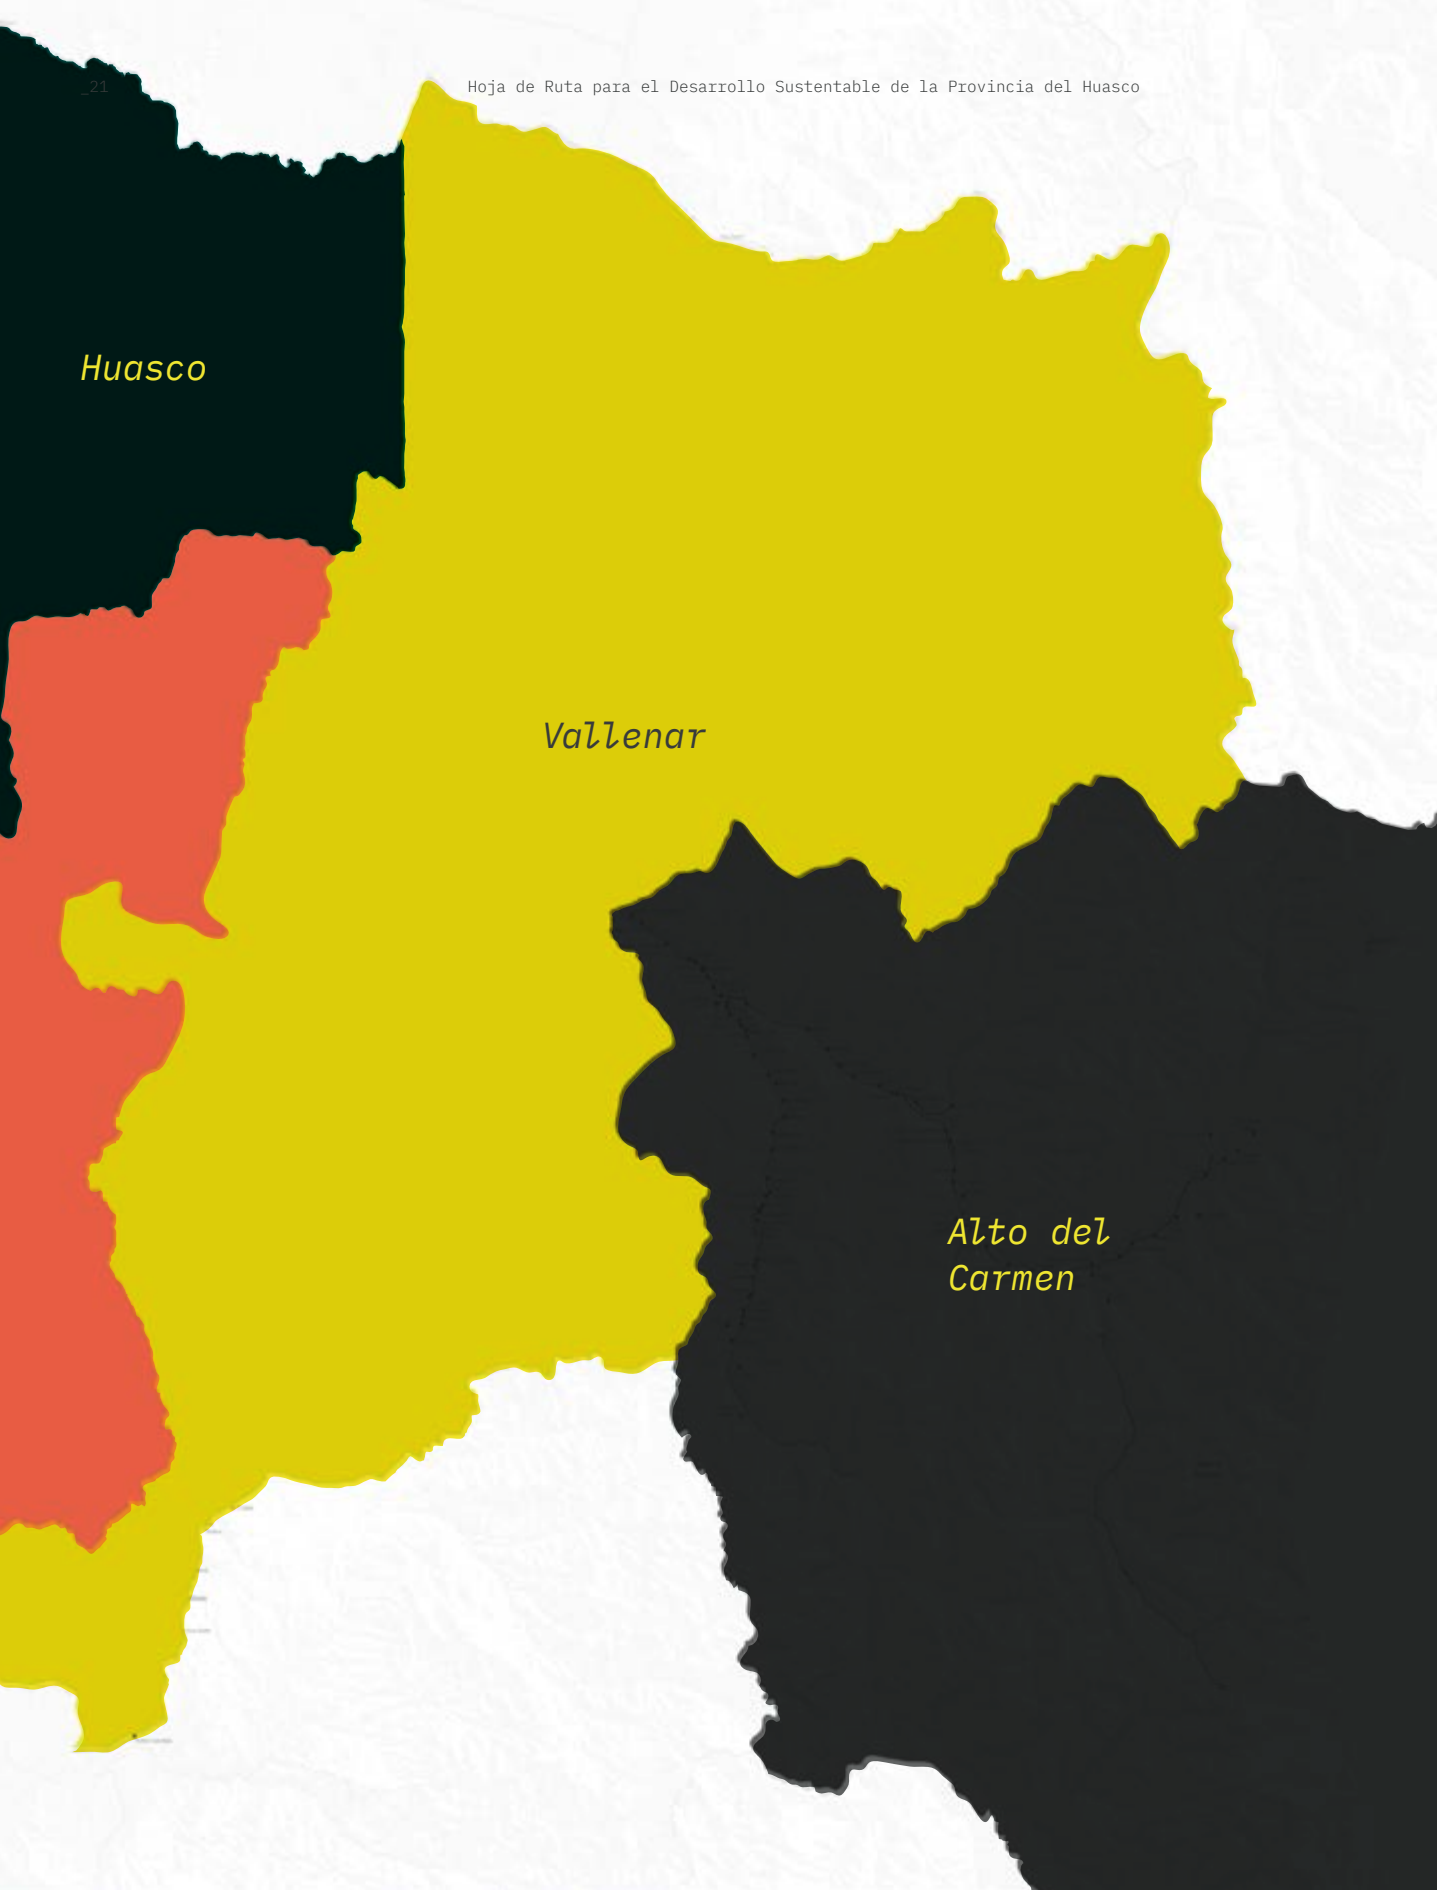 _21
Hoja de Ruta para el Desarrollo Sustentable de la Provincia del Huasco
Huasco
Vallenar
Alto del
Carmen